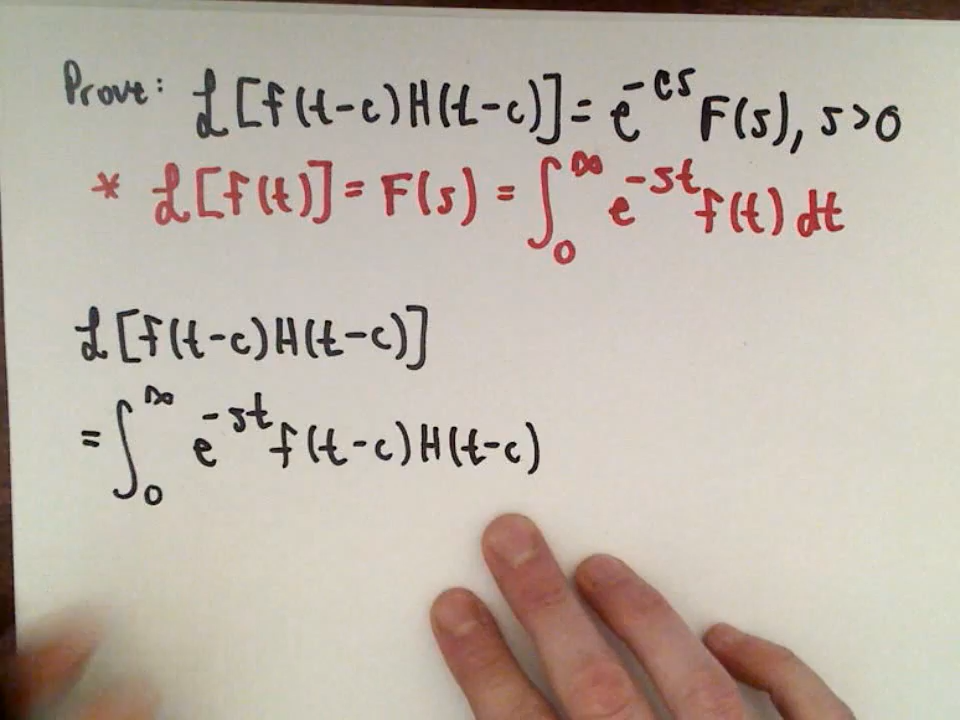 Prove: ℒ[f(t-c)H(t-c)] = e^{-cs} F(s), s>0
* ℒ[f(t)] = F(s) = ∫_0^∞ e^{-st} f(t) dt
ℒ[f(t-c)H(t-c)]
= ∫_0^∞ e^{-st} f(t-c)H(t-c)